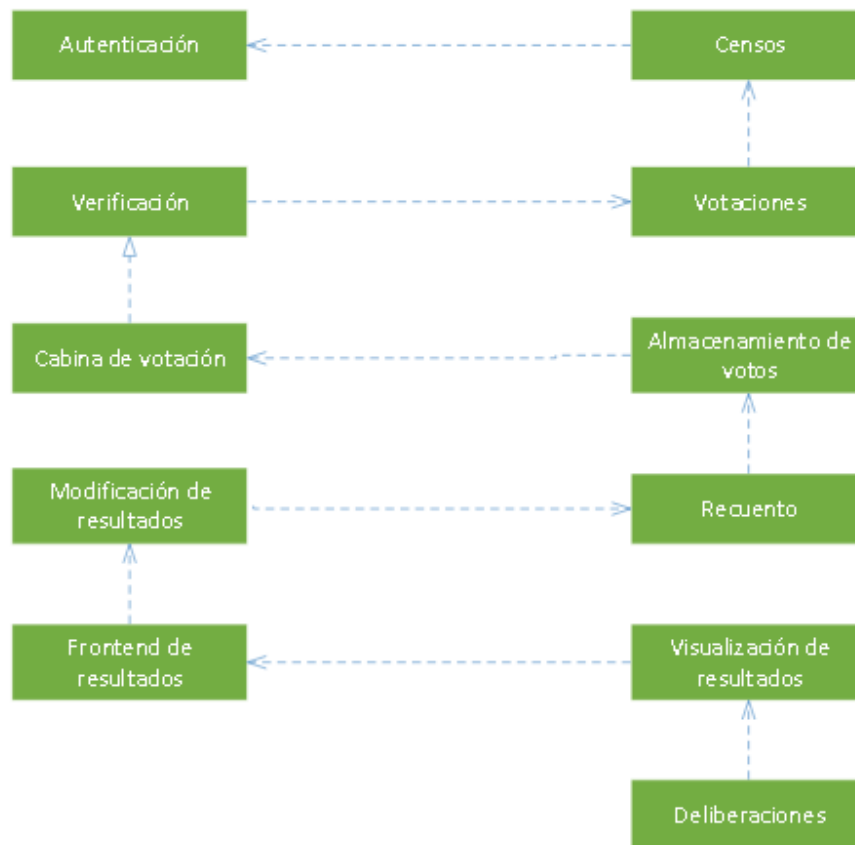 Autenticación
Censos
Verificación
Votaciones
Cabina de votación
Almacenamiento de
votos
Modificación de
resultados
Recuento
Frontend de
resultados
Visualización de
resultados
Deliberaciones